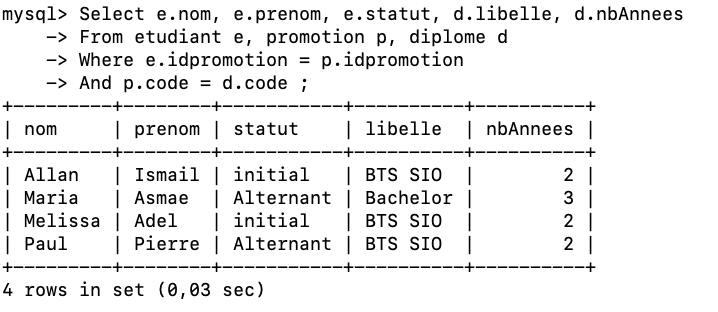 mysql> Select e.nom, e.prenom, e.statut, d.libelle, d.nbAnnees
    -> From etudiant e, promotion p, diplome d
    -> Where e.idpromotion = p.idpromotion
    -> And p.code = d.code ;
+---------+--------+-----------+----------+----------+
| nom     | prenom | statut    | libelle  | nbAnnees |
+---------+--------+-----------+----------+----------+
| Allan   | Ismail | initial   | BTS SIO  |        2 |
| Maria   | Asmae  | Alternant | Bachelor |        3 |
| Melissa | Adel   | initial   | BTS SIO  |        2 |
| Paul    | Pierre | Alternant | BTS SIO  |        2 |
+---------+--------+-----------+----------+----------+
4 rows in set (0,03 sec)